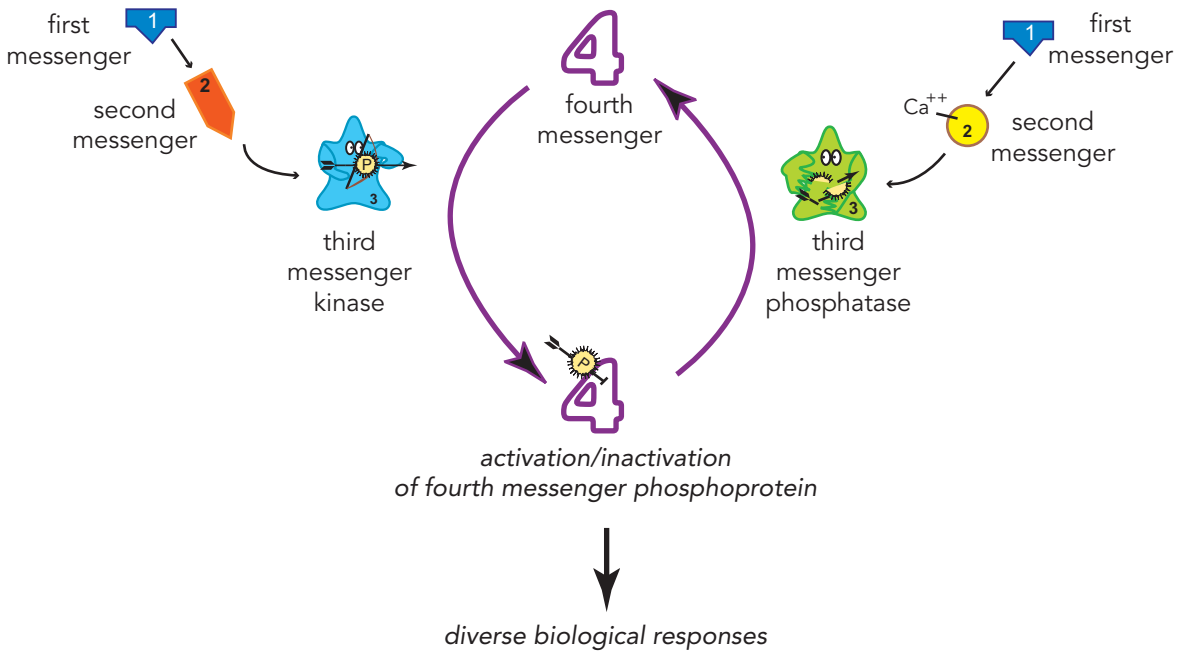 1
first
messenger
2
second
messenger
P
3
third
messenger
kinase
4
fourth
messenger
1
first
messenger
Ca++
2
second
messenger
3
third
messenger
phosphatase
P
4
activation/inactivation
of fourth messenger phosphoprotein
diverse biological responses